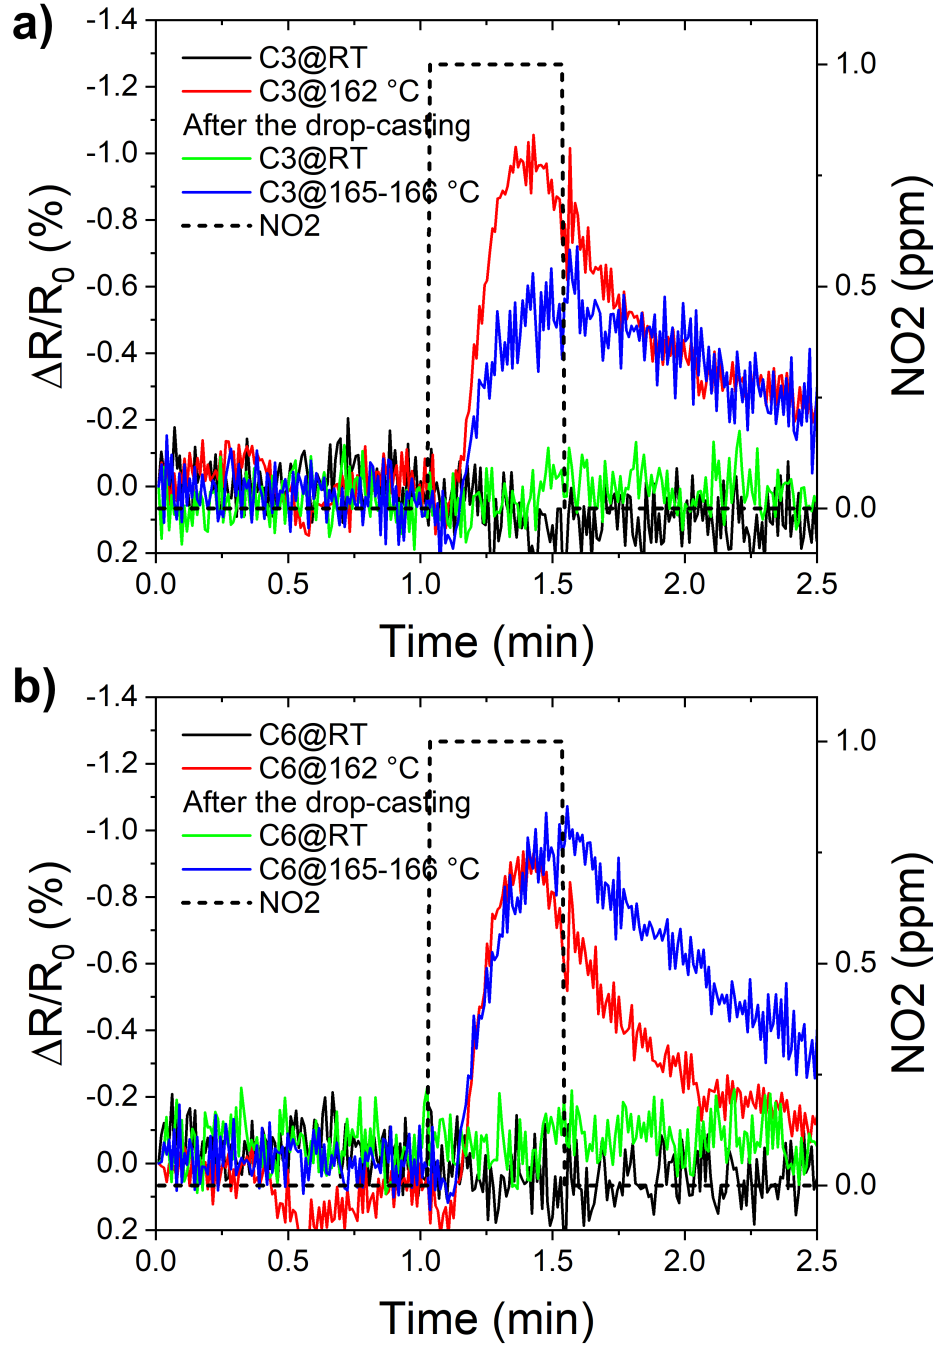 a)
-1.4
-1.2
-1.0
-0.8
-0.6
-0.4
-0.2
0.0
0.2
ΔR/R0 (%)
C3@RT
C3@162 °C
After the drop-casting
C3@RT
C3@165-166 °C
NO2
1.0
0.5
0.0
NO2 (ppm)
0.0 0.5 1.0 1.5 2.0 2.5
Time (min)
b)
-1.4
-1.2
-1.0
-0.8
-0.6
-0.4
-0.2
0.0
0.2
ΔR/R0 (%)
C6@RT
C6@162 °C
After the drop-casting
C6@RT
C6@165-166 °C
NO2
1.0
0.5
0.0
NO2 (ppm)
0.0 0.5 1.0 1.5 2.0 2.5
Time (min)